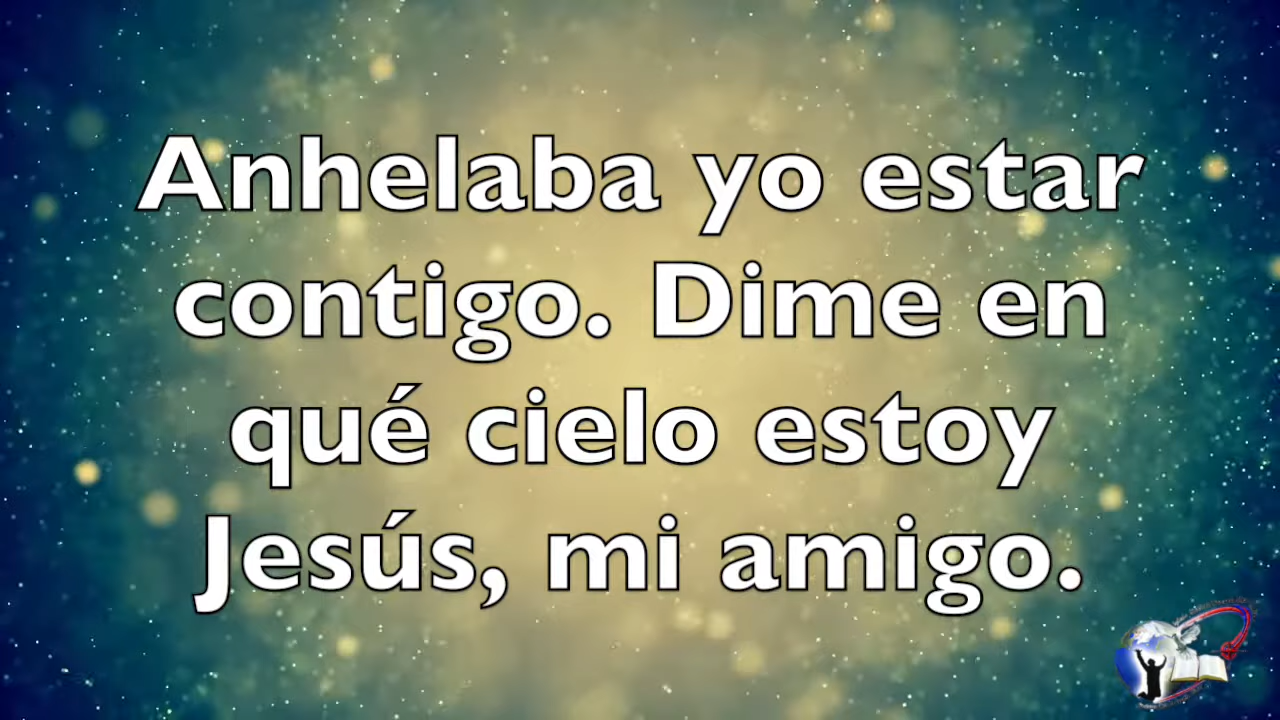 Anhelaba yo estar
contigo. Dime en
qué cielo estoy
Jesús, mi amigo.